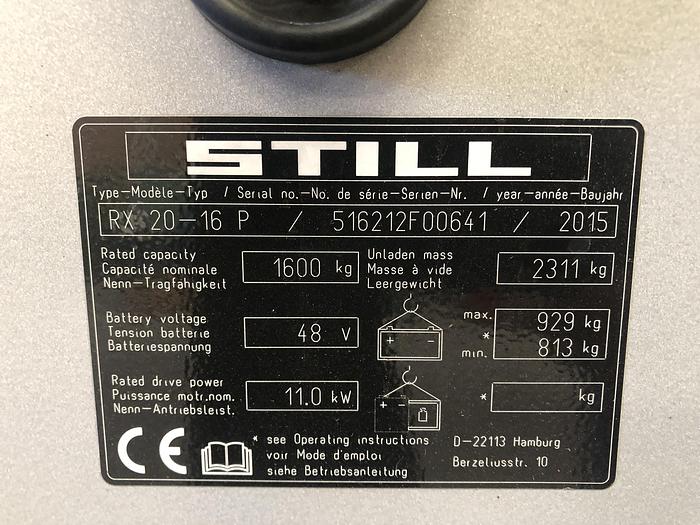 STILL
Type-Modèle-Typ / Serial no.-No. de série-Serien-Nr. / year-année-Baujahr
RX 20-16 P / 516212F00641 / 2015
Rated capacity
Capacité nominale
Nenn-Tragfähigkeit
1600 kg
Unladen mass
Masse à vide
Leergewicht
2311 kg
Battery voltage
Tension batterie
Batteriespannung
48 V
+ -
max. 929 kg
*
min. 813 kg
Rated drive power
Puissance motr.nom.
Nenn-Antriebsleist.
11.0 kW
+ -
* kg
CE
* see Operating instructions
voir Mode d'emploi
siehe Betriebsanleitung
D-22113 Hamburg
Berzeliusstr. 10